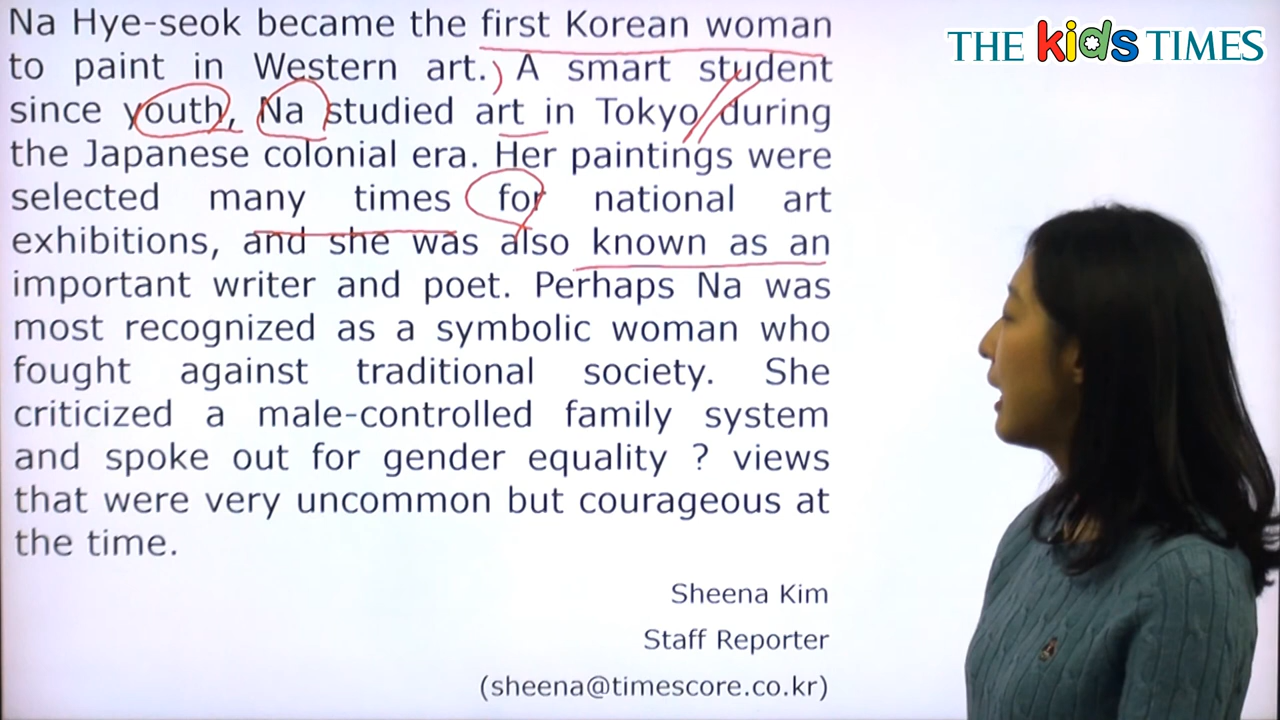 Na Hye-seok became the first Korean woman
to paint in Western art. A smart student
since youth, Na studied art in Tokyo during
the Japanese colonial era. Her paintings were
selected many times for national art
exhibitions, and she was also known as an
important writer and poet. Perhaps Na was
most recognized as a symbolic woman who
fought against traditional society. She
criticized a male-controlled family system
and spoke out for gender equality ? views
that were very uncommon but courageous at
the time.
Sheena Kim
Staff Reporter
(sheena@timescore.co.kr)
THE kids TIMES